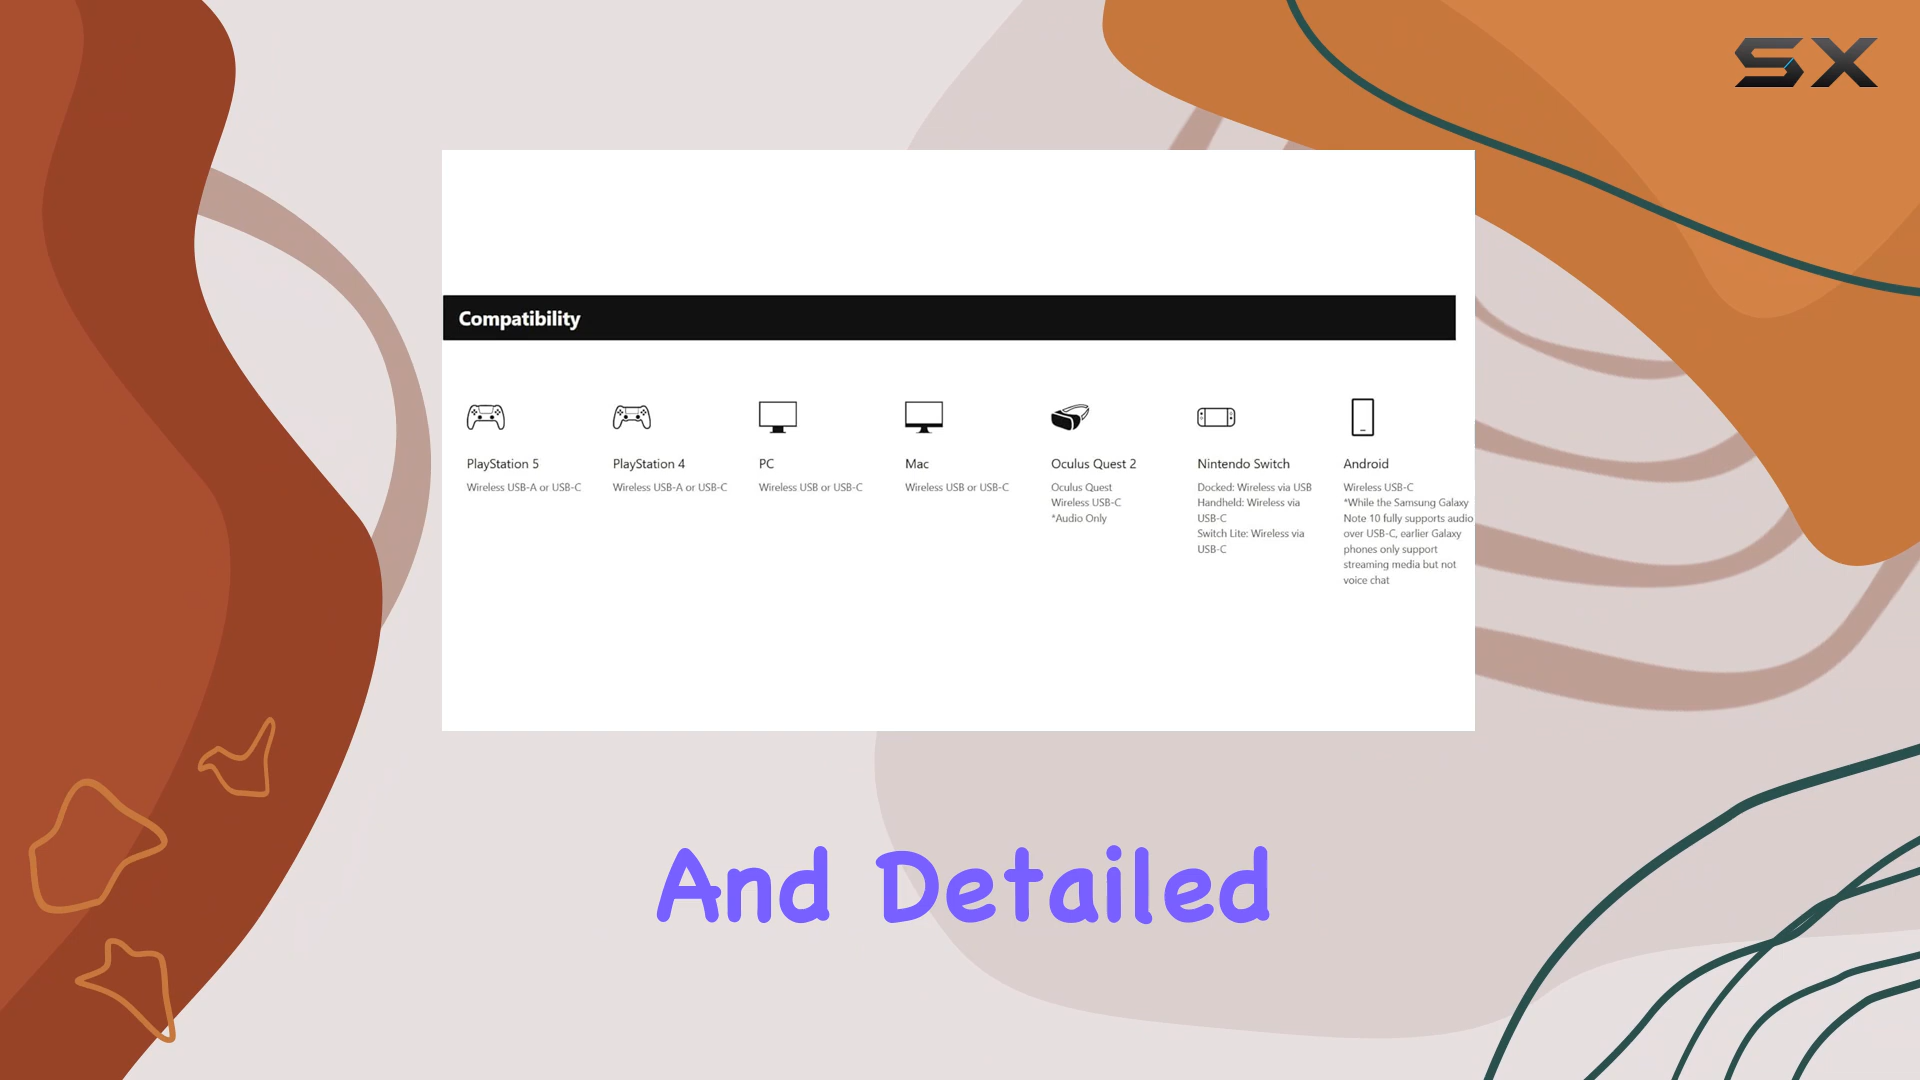 SX
Compatibility
PlayStation 5
Wireless USB-A or USB-C
PlayStation 4
Wireless USB-A or USB-C
PC
Wireless USB or USB-C
Mac
Wireless USB or USB-C
Oculus Quest 2
Oculus Quest
Wireless USB-C
*Audio Only
Nintendo Switch
Docked: Wireless via USB
Handheld: Wireless via
USB-C
Switch Lite: Wireless via
USB-C
Android
Wireless USB-C
*While the Samsung Galaxy
Note 10 fully supports audio
over USB-C, earlier Galaxy
phones only support
streaming media but not
voice chat
And Detailed